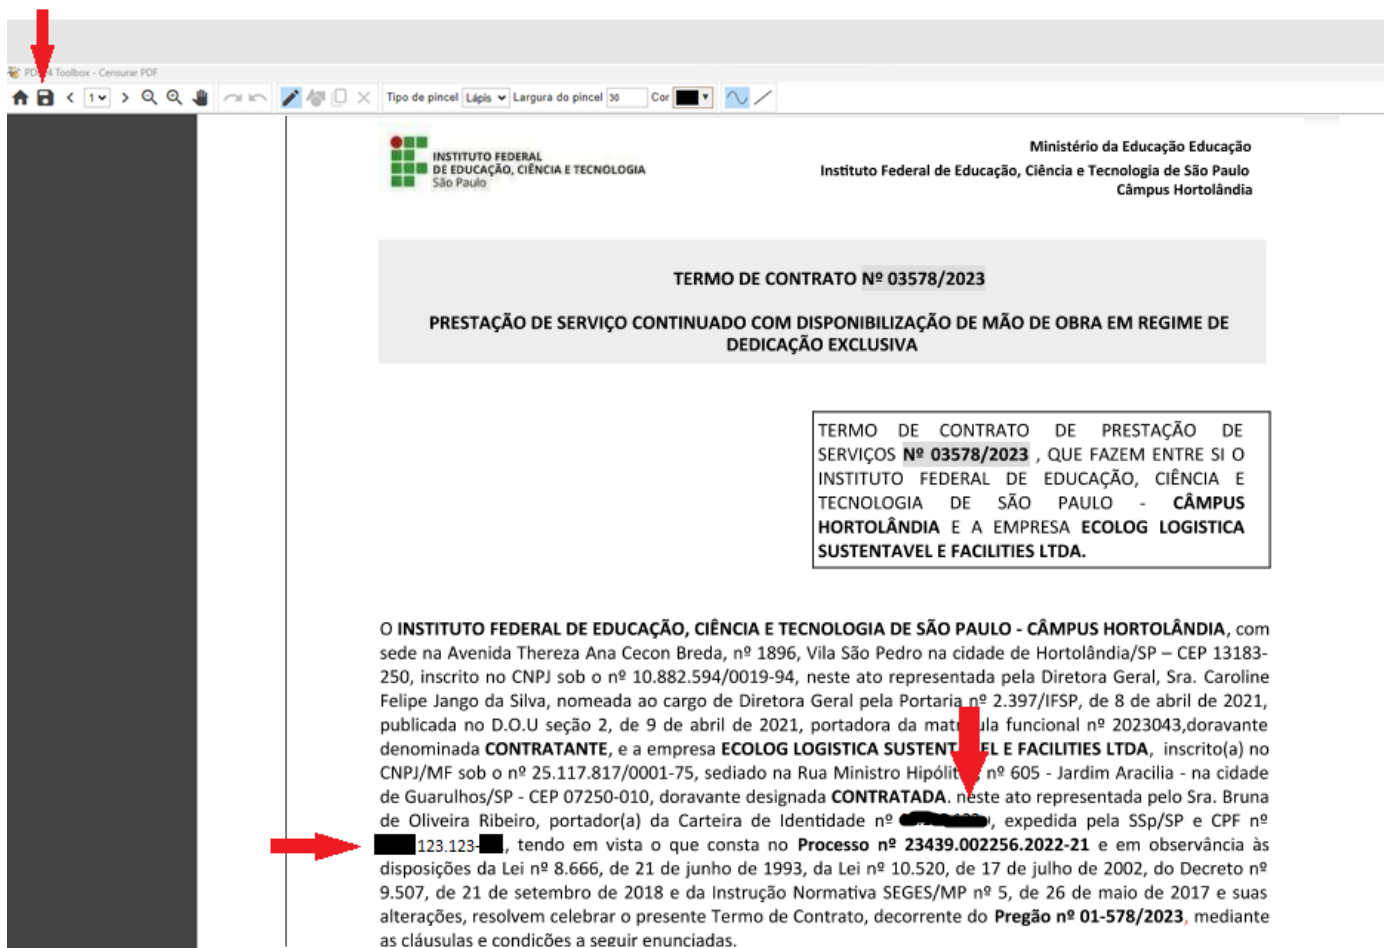 PDF24 Toolbox - Censurar PDF
1 Tipo de pincel Lápis Largura do pincel 30 Cor
INSTITUTO FEDERAL
DE EDUCAÇÃO, CIÊNCIA E TECNOLOGIA
São Paulo
Ministério da Educação Educação
Instituto Federal de Educação, Ciência e Tecnologia de São Paulo
Câmpus Hortolândia
TERMO DE CONTRATO Nº 03578/2023
PRESTAÇÃO DE SERVIÇO CONTINUADO COM DISPONIBILIZAÇÃO DE MÃO DE OBRA EM REGIME DE
DEDICAÇÃO EXCLUSIVA
TERMO DE CONTRATO DE PRESTAÇÃO DE
SERVIÇOS Nº 03578/2023 , QUE FAZEM ENTRE SI O
INSTITUTO FEDERAL DE EDUCAÇÃO, CIÊNCIA E
TECNOLOGIA DE SÃO PAULO - CÂMPUS
HORTOLÂNDIA E A EMPRESA ECOLOG LOGISTICA
SUSTENTAVEL E FACILITIES LTDA.
O INSTITUTO FEDERAL DE EDUCAÇÃO, CIÊNCIA E TECNOLOGIA DE SÃO PAULO - CÂMPUS HORTOLÂNDIA, com
sede na Avenida Thereza Ana Cecon Breda, nº 1896, Vila São Pedro na cidade de Hortolândia/SP – CEP 13183-
250, inscrito no CNPJ sob o nº 10.882.594/0019-94, neste ato representada pela Diretora Geral, Sra. Caroline
Felipe Jango da Silva, nomeada ao cargo de Diretora Geral pela Portaria nº 2.397/IFSP, de 8 de abril de 2021,
publicada no D.O.U seção 2, de 9 de abril de 2021, portadora da matrícula funcional nº 2023043,doravante
denominada CONTRATANTE, e a empresa ECOLOG LOGISTICA SUSTENTAVEL E FACILITIES LTDA, inscrito(a) no
CNPJ/MF sob o nº 25.117.817/0001-75, sediado na Rua Ministro Hipólito, nº 605 - Jardim Aracilia - na cidade
de Guarulhos/SP - CEP 07250-010, doravante designada CONTRATADA. neste ato representada pelo Sra. Bruna
de Oliveira Ribeiro, portador(a) da Carteira de Identidade nº , expedida pela SSp/SP e CPF nº
123.123- , tendo em vista o que consta no Processo nº 23439.002256.2022-21 e em observância às
disposições da Lei nº 8.666, de 21 de junho de 1993, da Lei nº 10.520, de 17 de julho de 2002, do Decreto nº
9.507, de 21 de setembro de 2018 e da Instrução Normativa SEGES/MP nº 5, de 26 de maio de 2017 e suas
alterações, resolvem celebrar o presente Termo de Contrato, decorrente do Pregão nº 01-578/2023, mediante
as cláusulas e condições a seguir enunciadas.